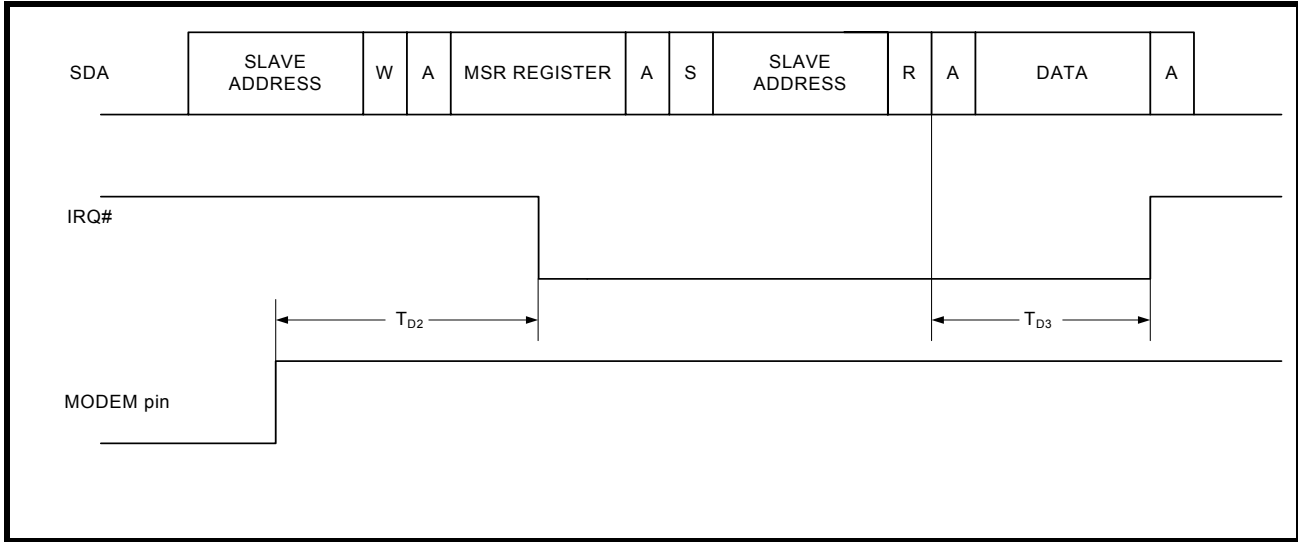 SDA
SLAVE ADDRESS W A MSR REGISTER A S SLAVE ADDRESS R A DATA A
IRQ#
TD2
TD3
MODEM pin